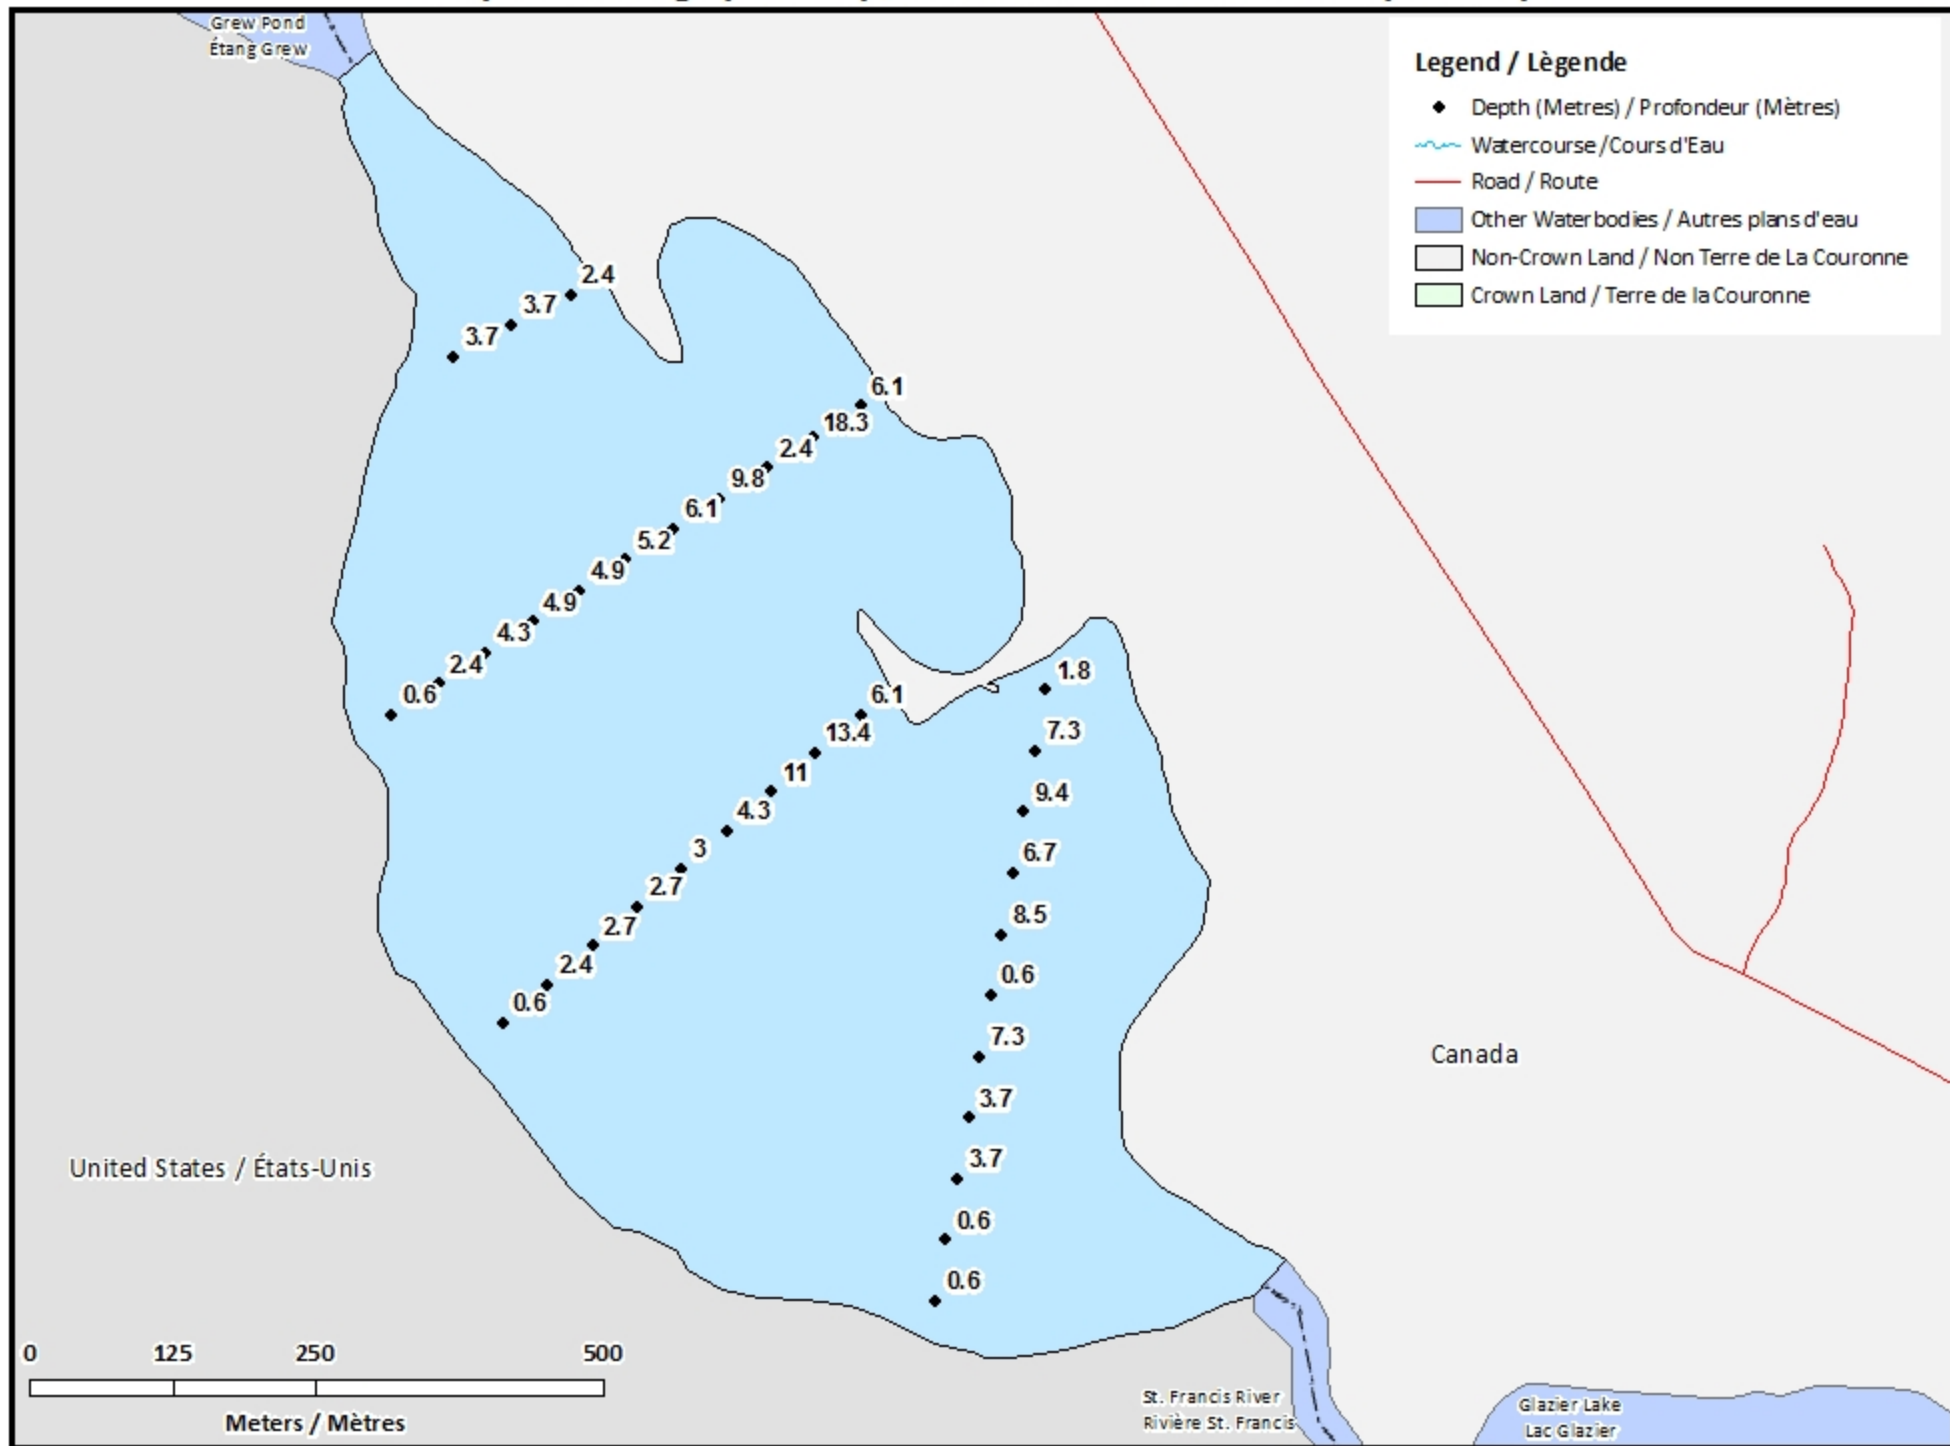 Grew Pond
Étang Grew
Legend / Lègende
Depth (Metres) / Profondeur (Mètres)
Watercourse/Cours d'Eau
Road / Route
Other Waterbodies / Autres plans d'eau
Non-Crown Land / Non Terre de La Couronne
Crown Land / Terre de la Couronne
2.4
3.7
3.7
6.1
18.3
2.4
9.8
6.1
5.2
4.9
4.9
4.3
2.4
0.6
6.1
13.4
11
4.3
3
2.7
2.7
2.4
0.6
1.8
7.3
9.4
6.7
8.5
0.6
7.3
3.7
3.7
0.6
0.6
Canada
United States / États-Unis
0 125 250 500
Meters / Mètres
St. Francis River
Rivière St. Francis
Glazier Lake
Lac Glazier